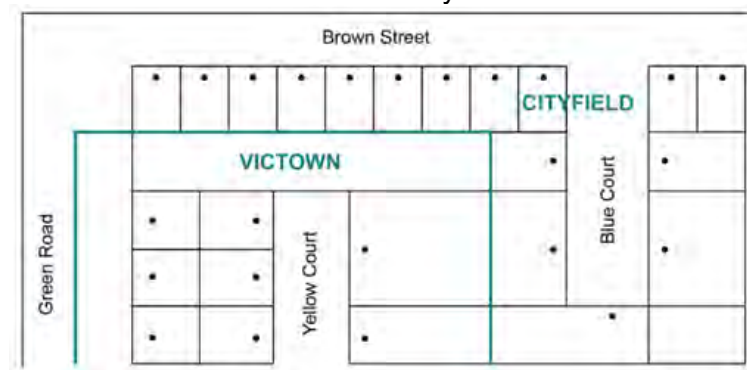 Brown Street
CITYFIELD
VICTOWN
Green Road
Yellow Court
Blue Court